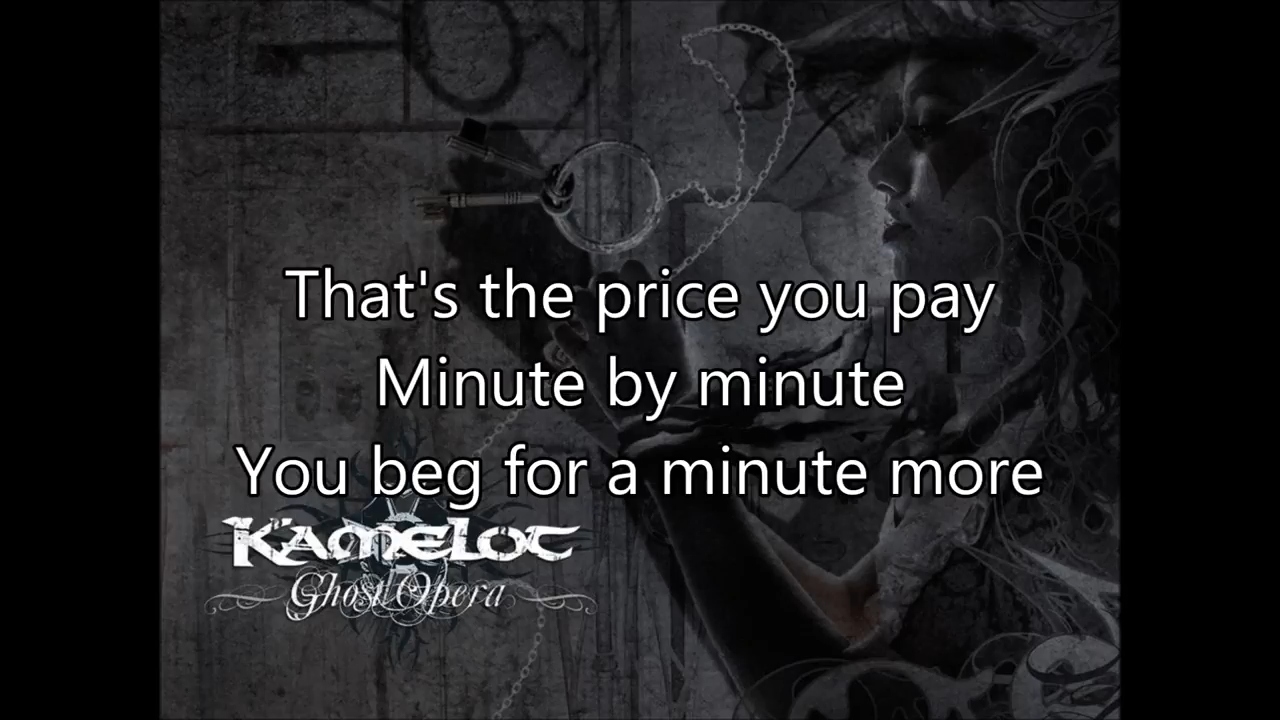 That's the price you pay
Minute by minute
You beg for a minute more
KAMELOT
Ghost Opera